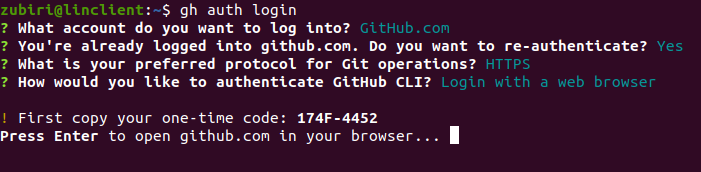 zubiri@linclient:~$ gh auth login
? What account do you want to log into? GitHub.com
? You're already logged into github.com. Do you want to re-authenticate? Yes
? What is your preferred protocol for Git operations? HTTPS
? How would you like to authenticate GitHub CLI? Login with a web browser
! First copy your one-time code: 174F-4452
Press Enter to open github.com in your browser...